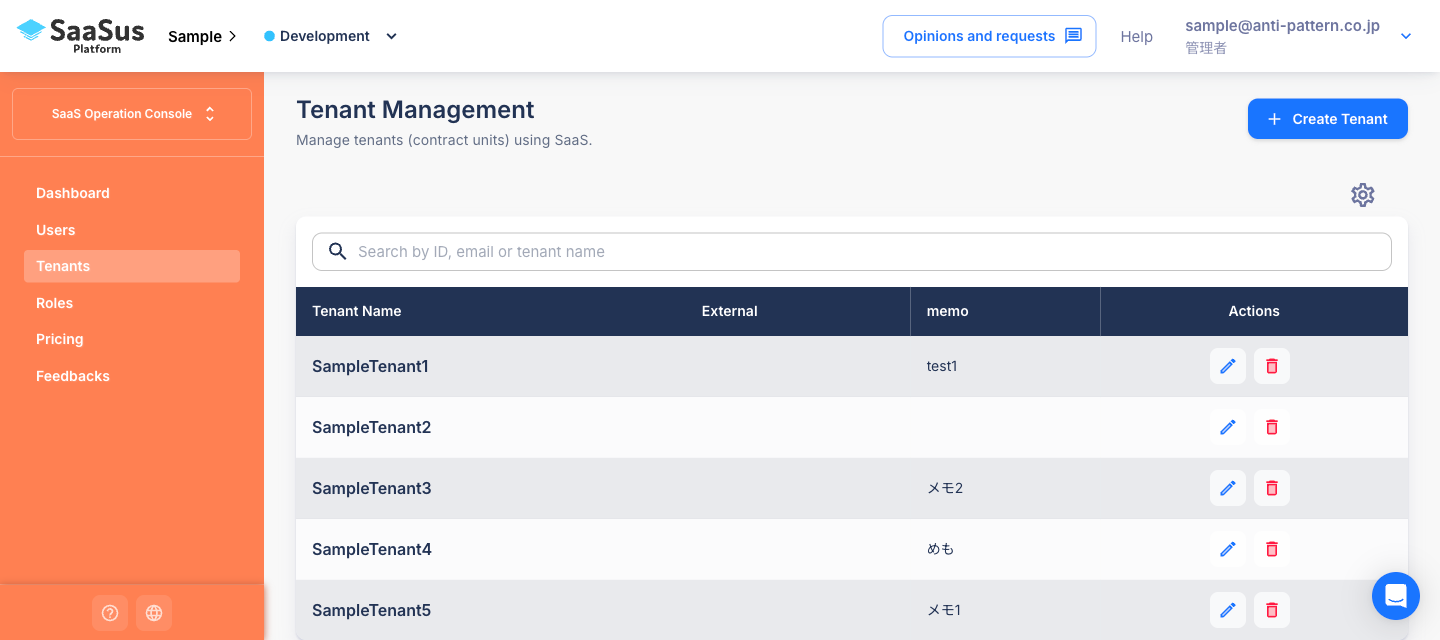 SaaSus
Platform
Sample
Development
Opinions and requests
Help
sample@anti-pattern.co.jp
管理者
SaaS Operation Console
Dashboard
Users
Tenants
Roles
Pricing
Feedbacks
Tenant Management
Manage tenants (contract units) using SaaS.
Create Tenant
Search by ID, email or tenant name
Tenant Name External memo Actions
SampleTenant1 test1
SampleTenant2
SampleTenant3 メモ2
SampleTenant4 めも
SampleTenant5 メモ1